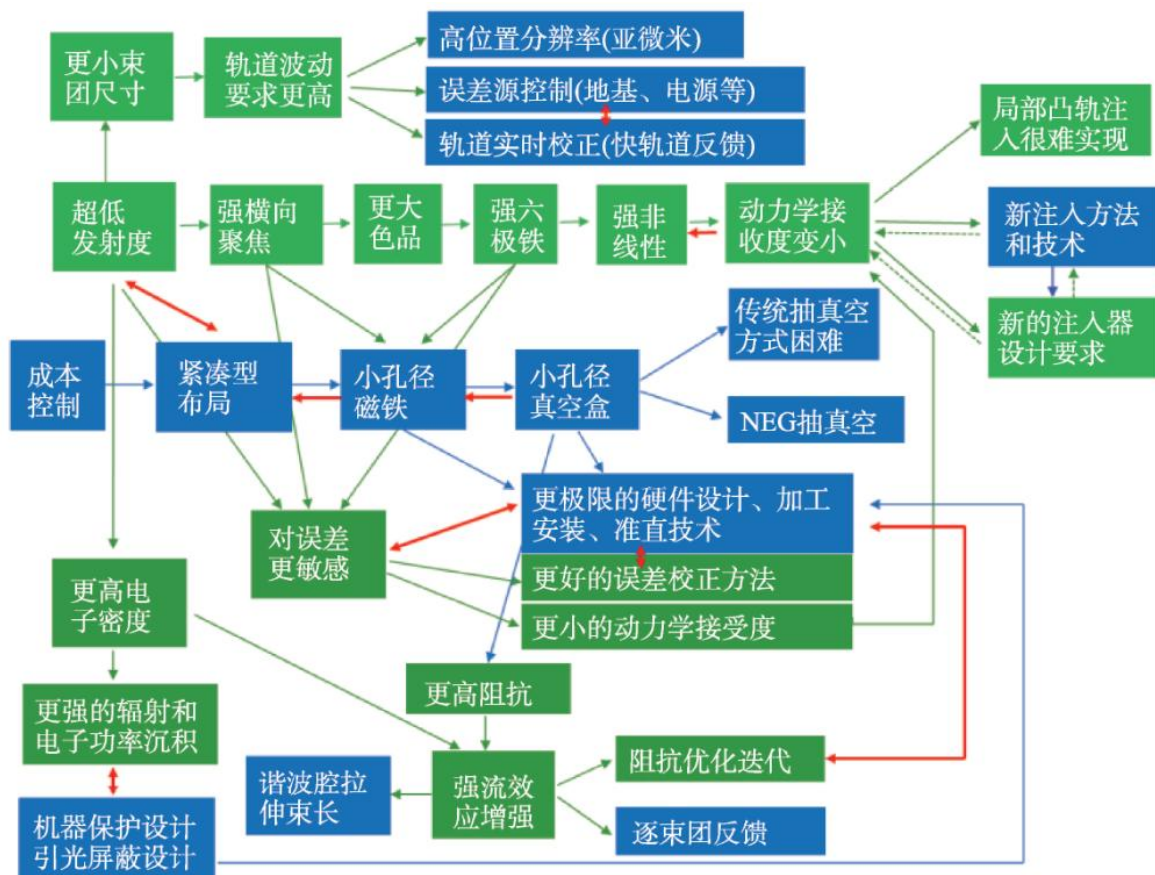 更小束
团尺寸
轨道波动
要求更高
高位置分辨率(亚微米)
误差源控制(地基、电源等)
轨道实时校正(快轨道反馈)
局部凸轨注
入很难实现
超低
发射度
强横向
聚焦
更大
色品
强六
极铁
强非
线性
动力学接
收度变小
新注入方法
和技术
新的注入器
设计要求
成本
控制
紧凑型
布局
小孔径
磁铁
小孔径
真空盒
传统抽真空
方式困难
NEG抽真空
对误差
更敏感
更极限的硬件设计、加工
安装、准直技术
更好的误差校正方法
更小的动力学接受度
更高电
子密度
更高阻抗
更强的辐射和
电子功率沉积
机器保护设计
引光屏蔽设计
谐波腔拉
伸束长
强流效
应增强
阻抗优化迭代
逐束团反馈